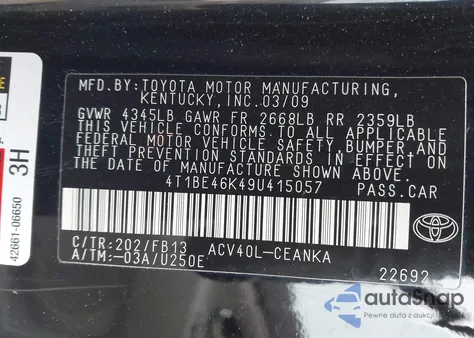 MFD.BY: TOYOTA MOTOR MANUFACTURING,
KENTUCKY, INC. 03/09
GVWR 4345LB GAWR FR 2668LB RR 2359LB
THIS VEHICLE CONFORMS TO ALL APPLICABLE
FEDERAL MOTOR VEHICLE SAFETY, BUMPER, AND
THEFT PREVENTION STANDARDS IN EFFECT ON
THE DATE OF MANUFACTURE SHOWN ABOVE.
4T1BE46K49U415057 PASS.CAR
C/TR:202/FB13 ACV40L-CEANKA
A/TM:-03A/U250E
22692
TOYOTA
42661-06650
3H
autoSnap
Pewne auta z